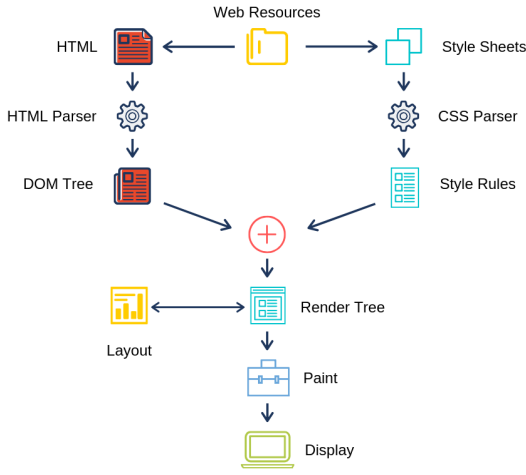 Web Resources
HTML
Style Sheets
HTML Parser
CSS Parser
DOM Tree
Style Rules
Render Tree
Layout
Paint
Display